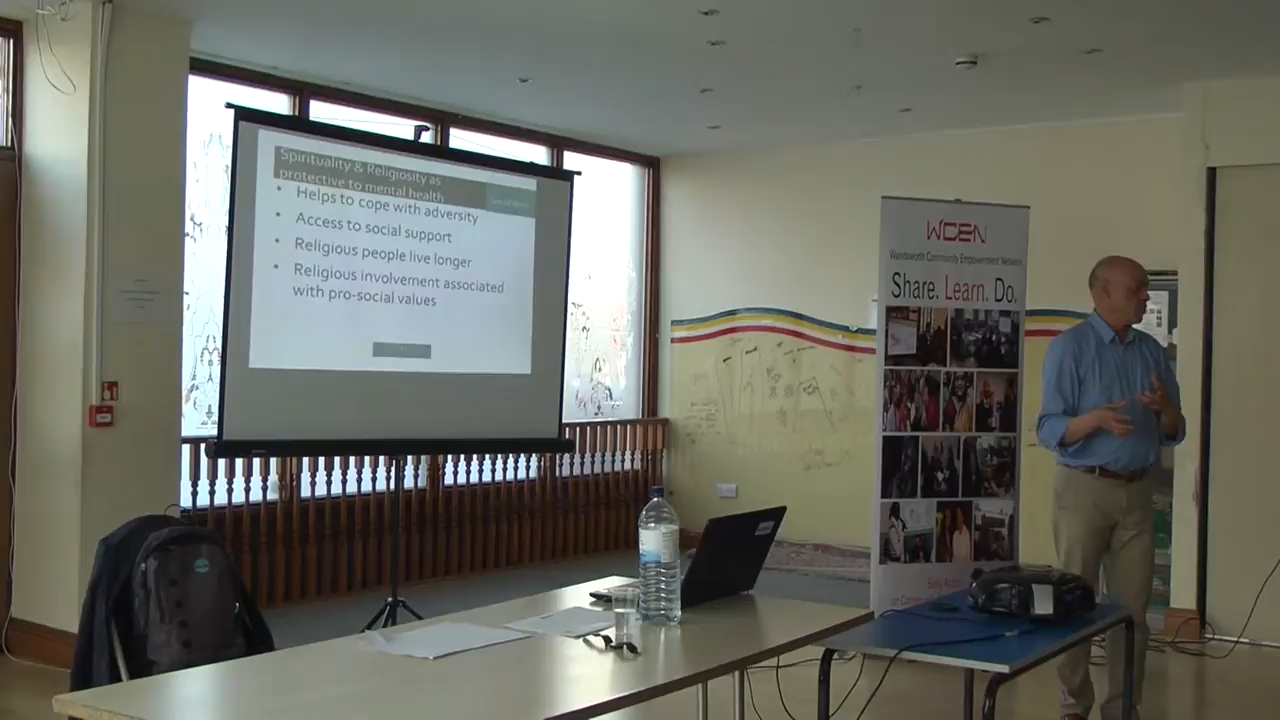 Spirituality & Religiosity as
protective to mental health
• Helps to cope with adversity
• Access to social support
• Religious people live longer
• Religious involvement associated
with pro-social values
WCEN
Wandsworth Community Empowerment Network
Share. Learn. Do.